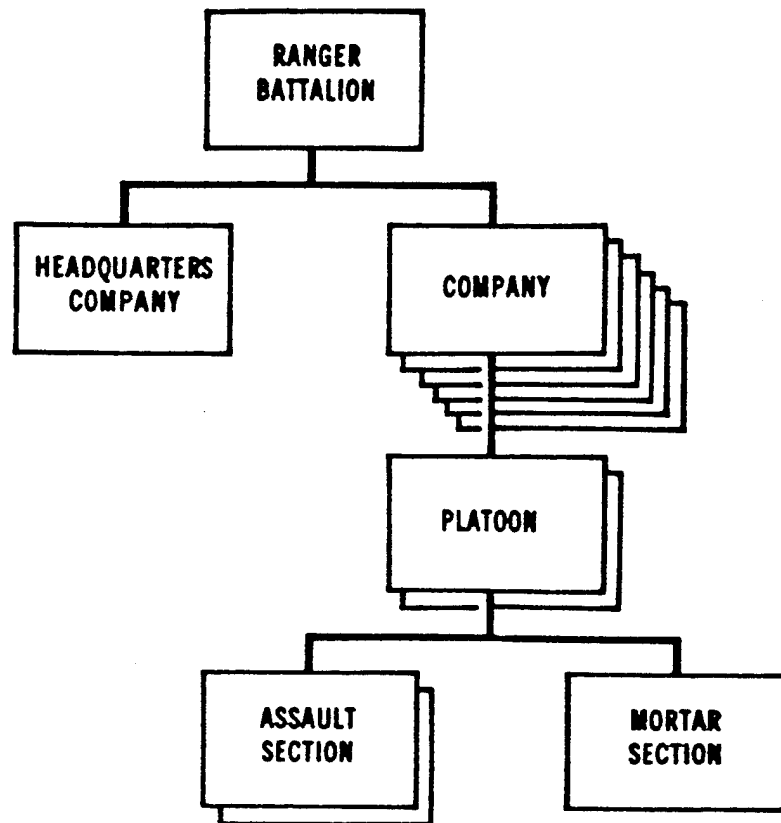 RANGER
BATTALION
HEADQUARTERS
COMPANY
COMPANY
PLATOON
ASSAULT
SECTION
MORTAR
SECTION